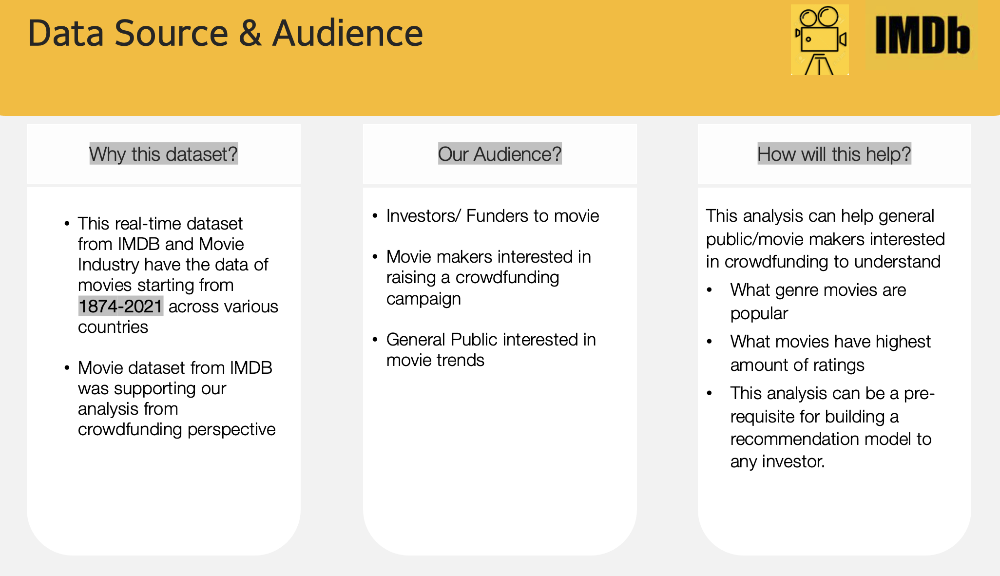 Data Source & Audience
IMDb
Why this dataset?
• This real-time dataset
from IMDB and Movie
Industry have the data of
movies starting from
1874-2021 across various
countries
• Movie dataset from IMDB
was supporting our
analysis from
crowdfunding perspective
Our Audience?
• Investors/ Funders to movie
• Movie makers interested in
raising a crowdfunding
campaign
• General Public interested in
movie trends
How will this help?
This analysis can help general
public/movie makers interested
in crowdfunding to understand
• What genre movies are
popular
• What movies have highest
amount of ratings
• This analysis can be a pre-
requisite for building a
recommendation model to
any investor.